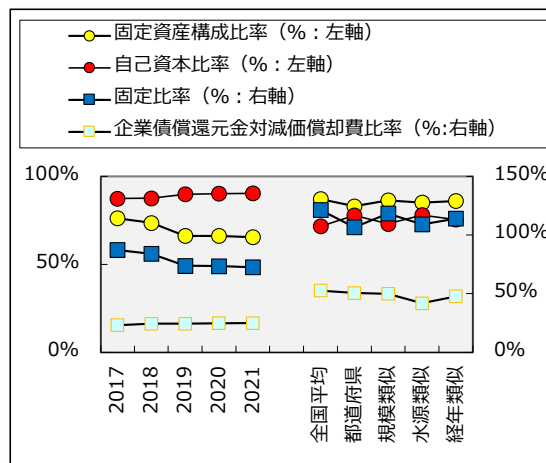 固定資産構成比率（%：左軸）
自己資本比率（%：左軸）
固定比率（%：右軸）
企業債償還元金対減価償却費比率（%:右軸）
100%
50%
0%
150%
100%
50%
0%
2017
2018
2019
2020
2021
全国平均
都道府県
規模類似
水源類似
経年類似